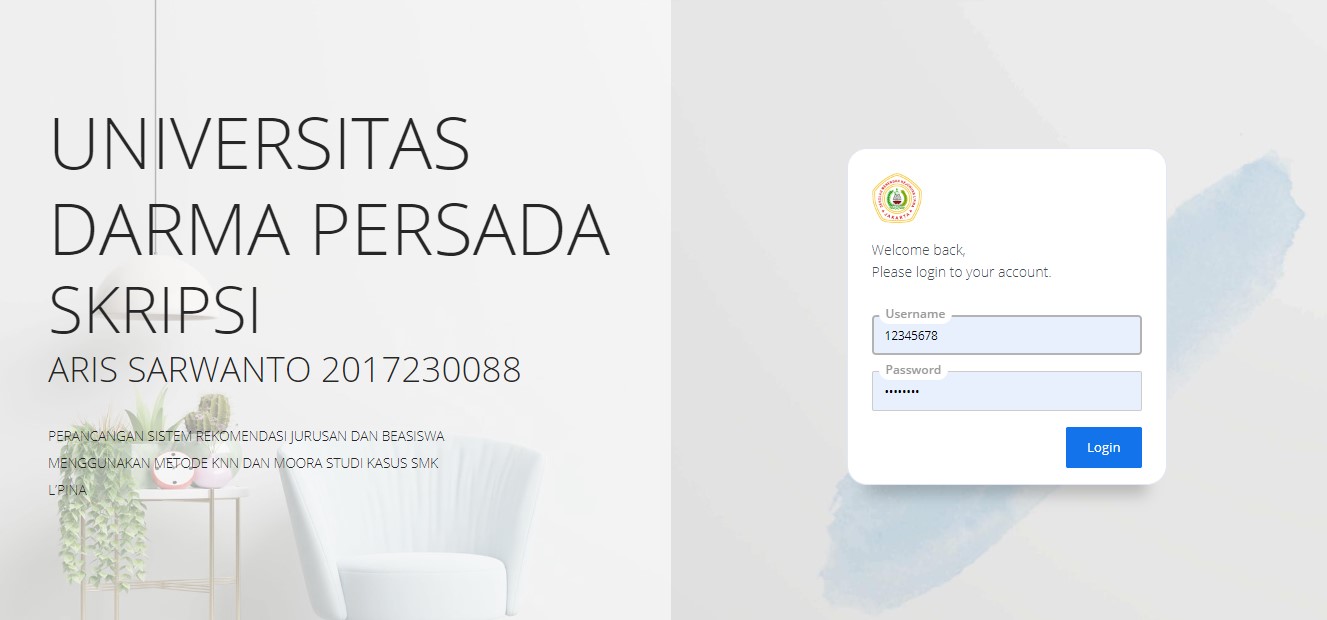 UNIVERSITAS
DARMA PERSADA
SKRIPSI
ARIS SARWANTO 2017230088
PERANCANGAN SISTEM REKOMENDASI JURUSAN DAN BEASISWA
MENGGUNAKAN METODE KNN DAN MOORA STUDI KASUS SMK
L'PINA
JAKARTA
Welcome back,
Please login to your account.
Username
12345678
Password
••••••••
Login